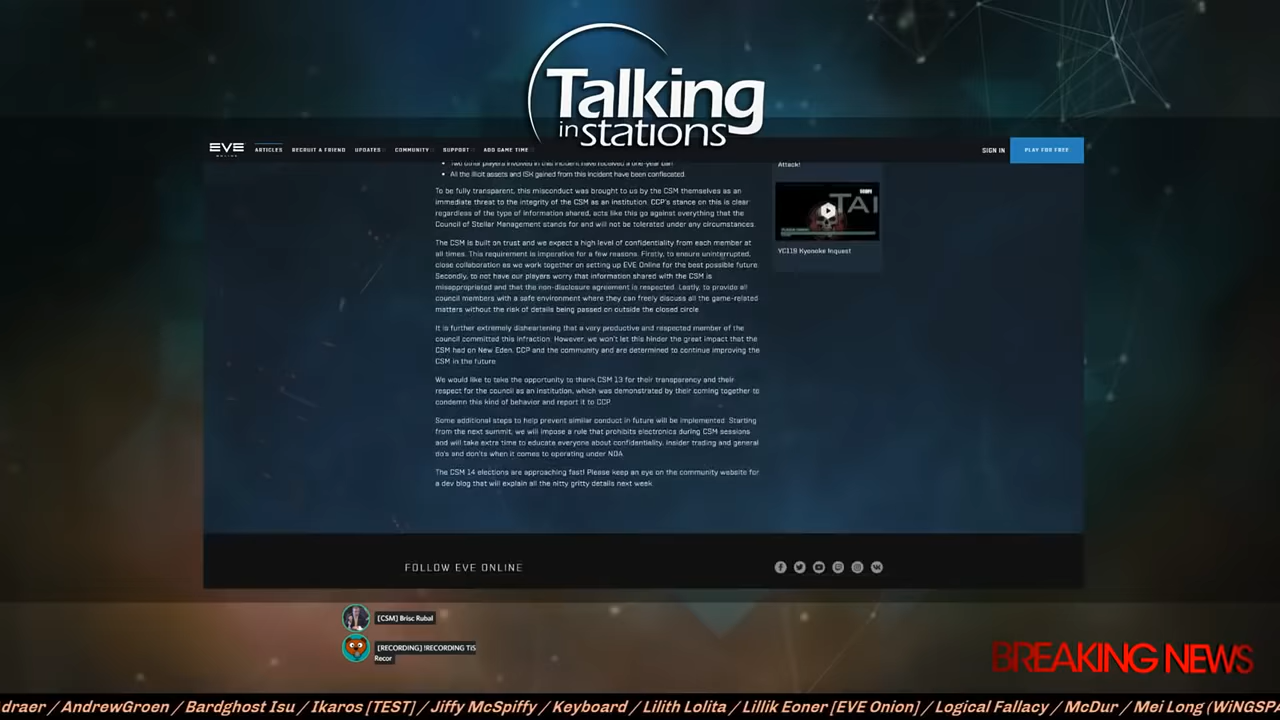 Talking
in stations
EVE
ONLINE
ARTICLES
RECRUIT A FRIEND
UPDATES
COMMUNITY
SUPPORT
ADD GAME TIME
SIGN IN
PLAY FOR FREE
Two other players involved in this incident have received a one-year ban!
• All the illicit assets and ISK gained from this incident have been confiscated.
To be fully transparent, this misconduct was brought to us by the CSM themselves as an
immediate threat to the integrity of the CSM as an institution. CCP's stance on this is clear:
regardless of the type of information shared, acts like this go against everything that the
Council of Stellar Management stands for and will not be tolerated under any circumstances.
The CSM is built on trust and we expect a high level of confidentiality from each member at
all times. This requirement is imperative for a few reasons. Firstly, to ensure uninterrupted,
close collaboration as we work together on setting up EVE Online for the best possible future.
Secondly, to not have our players worry that information shared with the CSM is
misappropriated and that the non-disclosure agreement is respected. Lastly, to provide all
council members with a safe environment where they can freely discuss all the game-related
matters without the risk of details being passed on outside the closed circle.
It is further extremely disheartening that a very productive and respected member of the
council committed this infraction. However, we won't let this hinder the great impact that the
CSM had on New Eden, CCP and the community and are determined to continue improving the
CSM in the future.
We would like to take the opportunity to thank CSM 13 for their transparency and their
respect for the council as an institution, which was demonstrated by their coming together to
condemn this kind of behavior and report it to CCP.
Some additional steps to help prevent similar conduct in future will be implemented. Starting
from the next summit, we will impose a rule that prohibits electronics during CSM sessions
and will take extra time to educate everyone about confidentiality, insider trading and general
do's and don'ts when it comes to operating under NDA.
The CSM 14 elections are approaching fast! Please keep an eye on the community website for
a dev blog that will explain all the nitty gritty details next week.
Attack!
TAI
YC119 Kyonoke Inquest
FOLLOW EVE ONLINE
[CSM] Brisc Rubal
[RECORDING] !RECORDING TiS
Recor
BREAKING NEWS
draer / AndrewGroen / Bardghost Isu / Ikaros [TEST] / Jiffy McSpiffy / Keyboard / Lilith Lolita / Lillik Eoner [EVE Onion] / Logical Fallacy / McDur / Mei Long (WiNGSPA